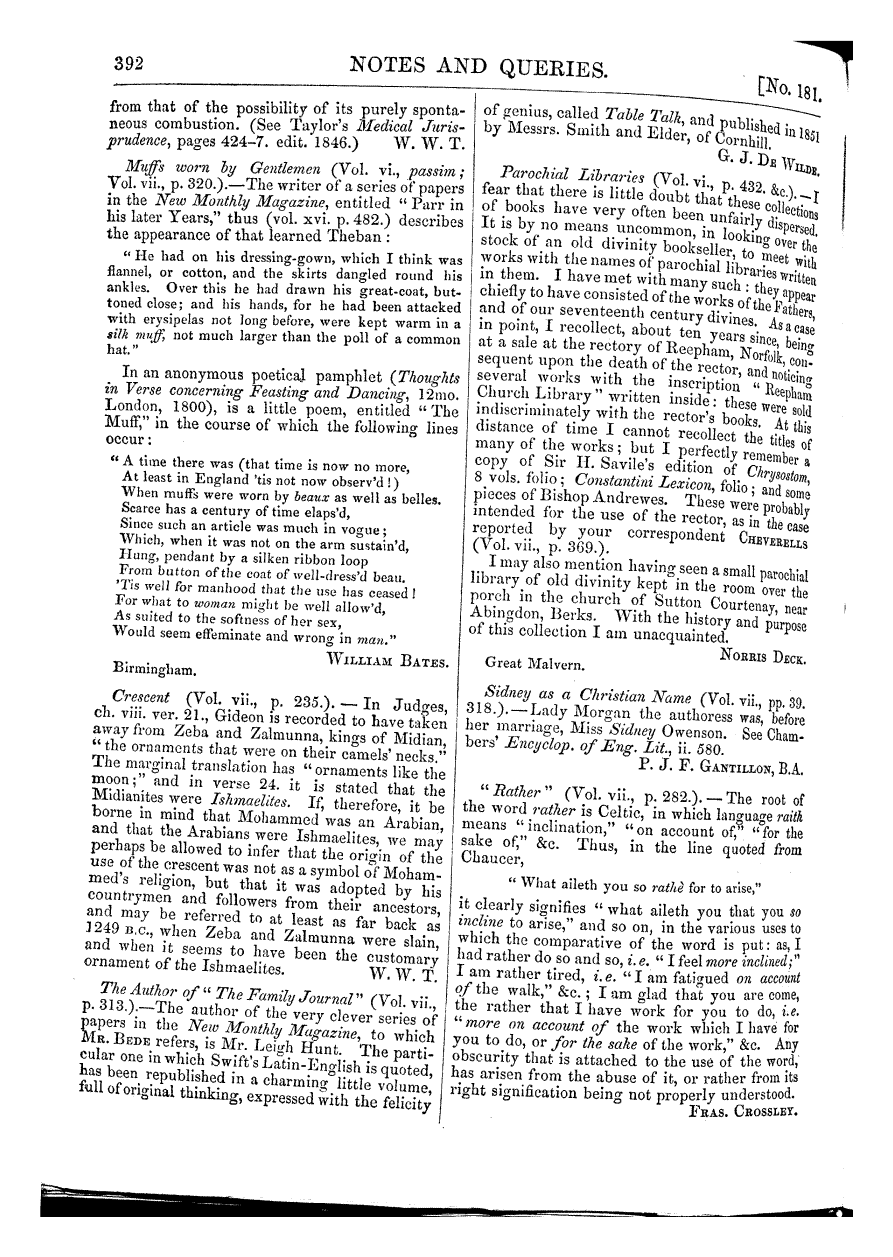 392 NOTES AND QUERIES. [No. 181.
from that of the possibility of its purely sponta-
neous combustion. (See Taylor's Medical Juris-
prudence, pages 424-7. edit. 1846.) W. W. T.
Muffs worn by Gentlemen (Vol. vi., passim;
Vol. vii., p. 320.).—The writer of a series of papers
in the New Monthly Magazine, entitled "Parr in
his later Years," thus (vol. xvi. p. 482.) describes
the appearance of that learned Theban:
"He had on his dressing-gown, which I think was
flannel, or cotton, and the skirts dangled round his
ankles. Over this he had drawn his great-coat, but-
toned close; and his hands, for he had been attacked
with erysipelas not long before, were kept warm in a
silk muff, not much larger than the poll of a common
hat."
In an anonymous poetical pamphlet (Thoughts
in Verse concerning Feasting and Dancing, 12mo.
London, 1800), is a little poem, entitled "The
Muff," in the course of which the following lines
occur:
"A time there was (that time is now no more,
At least in England 'tis not now observ'd!)
When muffs were worn by beaux as well as belles.
Scarce has a century of time elaps'd,
Since such an article was much in vogue;
Which, when it was not on the arm sustain'd,
Hung, pendant by a silken ribbon loop
From button of the coat of well-dress'd beau.
'Tis well for manhood that the use has ceased!
For what to woman might be well allow'd,
As suited to the softness of her sex,
Would seem effeminate and wrong in man."
WILLIAM BATES.
Birmingham.
Crescent (Vol. vii., p. 235.).—In Judges,
ch. viii. ver. 21., Gideon is recorded to have taken
away from Zeba and Zalmunna, kings of Midian,
"the ornaments that were on their camels' necks."
The marginal translation has "ornaments like the
moon;" and in verse 24. it is stated that the
Midianites were Ishmaelites. If, therefore, it be
borne in mind that Mohammed was an Arabian,
and that the Arabians were Ishmaelites, we may
perhaps be allowed to infer that the origin of the
use of the crescent was not as a symbol of Moham-
med's religion, but that it was adopted by his
countrymen and followers from their ancestors,
and may be referred to at least as far back as
1249 B.C., when Zeba and Zalmunna were slain,
and when it seems to have been the customary
ornament of the Ishmaelites. W. W. T.
The Author of "The Family Journal" (Vol. vii.,
p. 313.).—The author of the very clever series of
papers in the New Monthly Magazine, to which
MR. BEDE refers, is Mr. Leigh Hunt. The parti-
cular one in which Swift's Latin-English is quoted,
has been republished in a charming little volume,
full of original thinking, expressed with the felicity
of genius, called Table Talk, and published in 1851
by Messrs. Smith and Elder, of Cornhill.
G. J. DE WILDE.
Parochial Libraries (Vol. vi., p. 432. &c.).—I
fear that there is little doubt that these collections
of books have very often been unfairly dispersed.
It is by no means uncommon, in looking over the
stock of an old divinity bookseller, to meet with
works with the names of parochial libraries written
in them. I have met with many such: they appear
chiefly to have consisted of the works of the Fathers,
and of our seventeenth century divines. As a case
in point, I recollect, about ten years since, being
at a sale at the rectory of Reepham, Norfolk, con-
sequent upon the death of the rector, and noticing
several works with the inscription "Reepham
Church Library" written inside: these were sold
indiscriminately with the rector's books. At this
distance of time I cannot recollect the titles of
many of the works; but I perfectly remember a
copy of Sir H. Savile's edition of Chrysostom,
8 vols. folio; Constantini Lexicon, folio; and some
pieces of Bishop Andrewes. These were probably
intended for the use of the rector, as in the case
reported by your correspondent CHEVERELLS
(Vol. vii., p. 369.).
I may also mention having seen a small parochial
library of old divinity kept in the room over the
porch in the church of Sutton Courtenay, near
Abingdon, Berks. With the history and purpose
of this collection I am unacquainted.
NORRIS DECK.
Great Malvern.
Sidney as a Christian Name (Vol. vii., pp. 39.
318.).—Lady Morgan the authoress was, before
her marriage, Miss Sidney Owenson. See Cham-
bers' Encyclop. of Eng. Lit., ii. 580.
P. J. F. GANTILLON, B.A.
"Rather" (Vol. vii., p. 282.).—The root of
the word rather is Celtic, in which language raith
means "inclination," "on account of," "for the
sake of," &c. Thus, in the line quoted from
Chaucer,
"What aileth you so rathè for to arise,"
it clearly signifies "what aileth you that you so
incline to arise," and so on, in the various uses to
which the comparative of the word is put: as, I
had rather do so and so, i.e. "I feel more inclined;"
I am rather tired, i.e. "I am fatigued on account
of the walk," &c.; I am glad that you are come,
the rather that I have work for you to do, i.e.
"more on account of the work which I have for
you to do, or for the sake of the work," &c. Any
obscurity that is attached to the use of the word,
has arisen from the abuse of it, or rather from its
right signification being not properly understood.
FRAS. CROSSLEY.